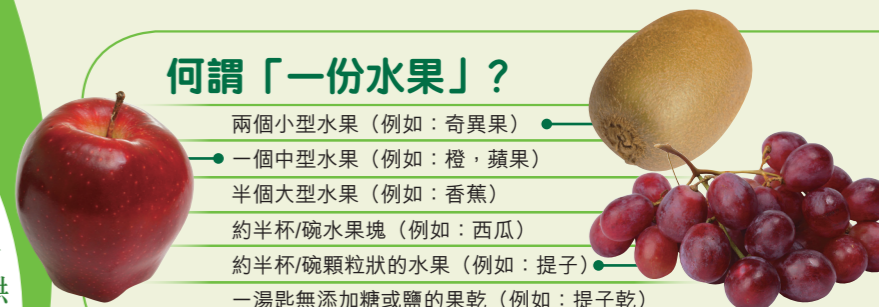 何謂「一份水果」?
兩個小型水果（例如：奇異果）
一個中型水果（例如：橙，蘋果）
半個大型水果（例如：香蕉）
約半杯/碗水果塊（例如：西瓜）
約半杯/碗顆粒狀的水果（例如：提子）
一湯匙無添加糖或鹽的果乾（例如：提子乾）